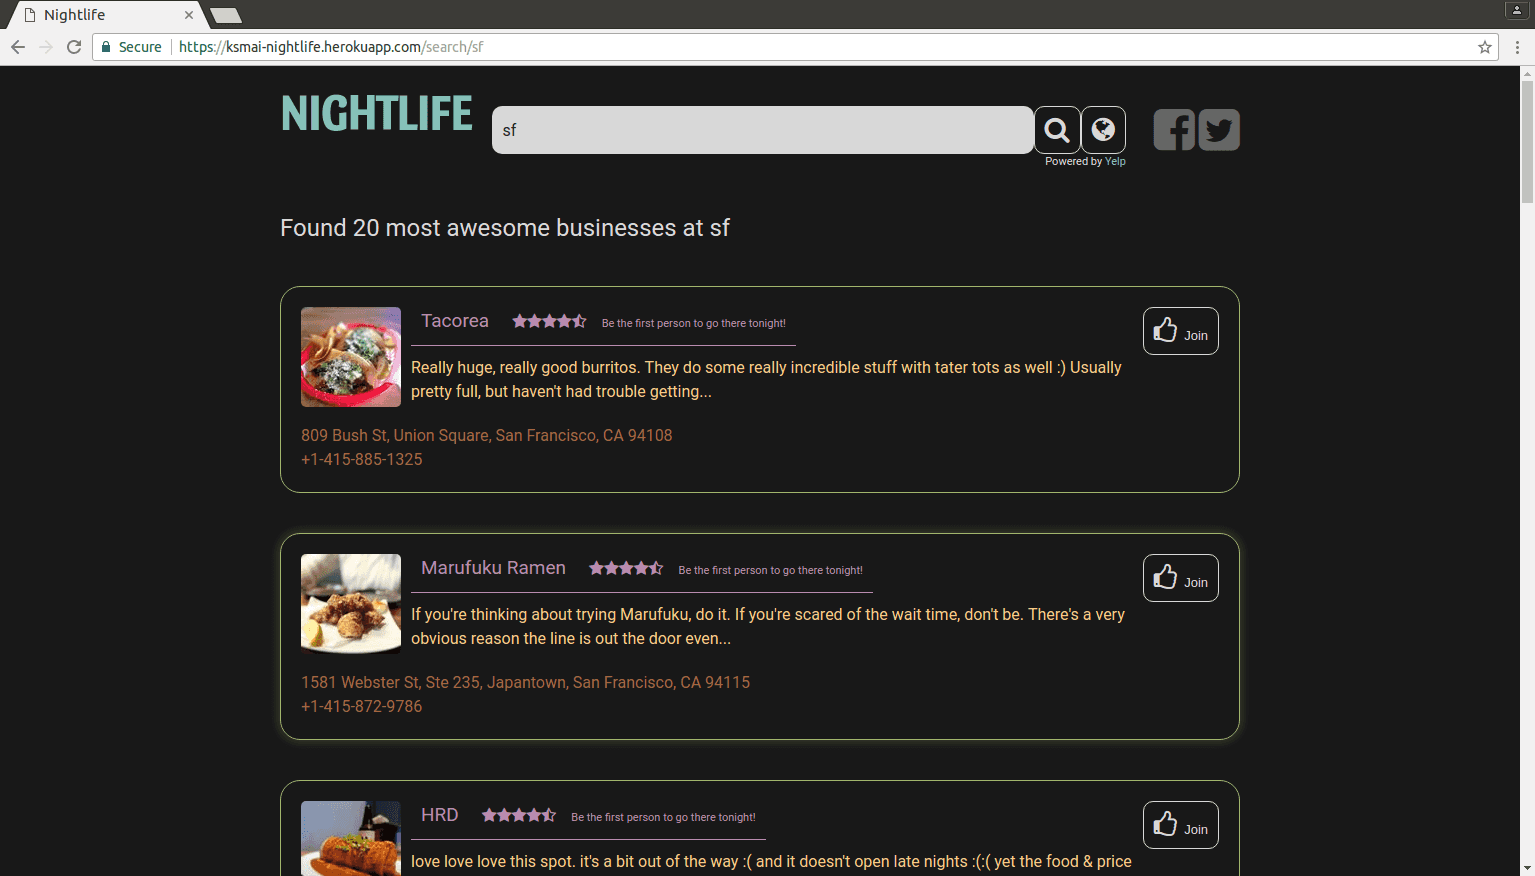 Nightlife
Secure https://ksmai-nightlife.herokuapp.com/search/sf
NIGHTLIFE
sf
Powered by Yelp
Found 20 most awesome businesses at sf
Tacorea Be the first person to go there tonight!
Join
Really huge, really good burritos. They do some really incredible stuff with tater tots as well :) Usually
pretty full, but haven't had trouble getting...
809 Bush St, Union Square, San Francisco, CA 94108
+1-415-885-1325
Marufuku Ramen Be the first person to go there tonight!
Join
If you're thinking about trying Marufuku, do it. If you're scared of the wait time, don't be. There's a very
obvious reason the line is out the door even...
1581 Webster St, Ste 235, Japantown, San Francisco, CA 94115
+1-415-872-9786
HRD Be the first person to go there tonight!
Join
love love love this spot. it's a bit out of the way :( and it doesn't open late nights :(:( yet the food & price